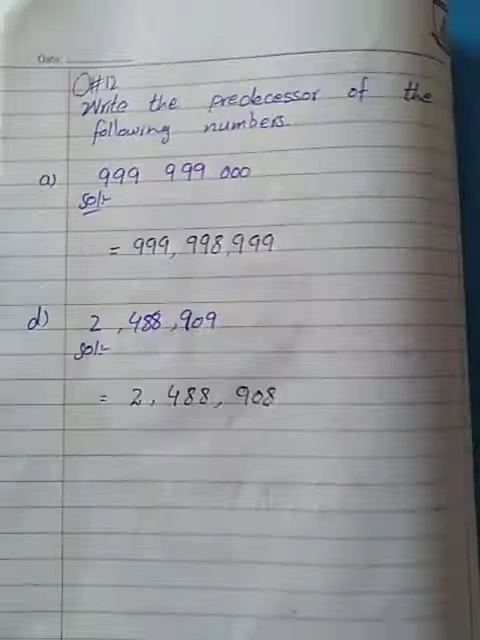 Date:
Q#12
Write the predecessor of the
following numbers.
a) 999 999 000
Sol:-
= 999, 998, 999
d) 2 ,488 ,909
Sol:-
= 2, 488, 908